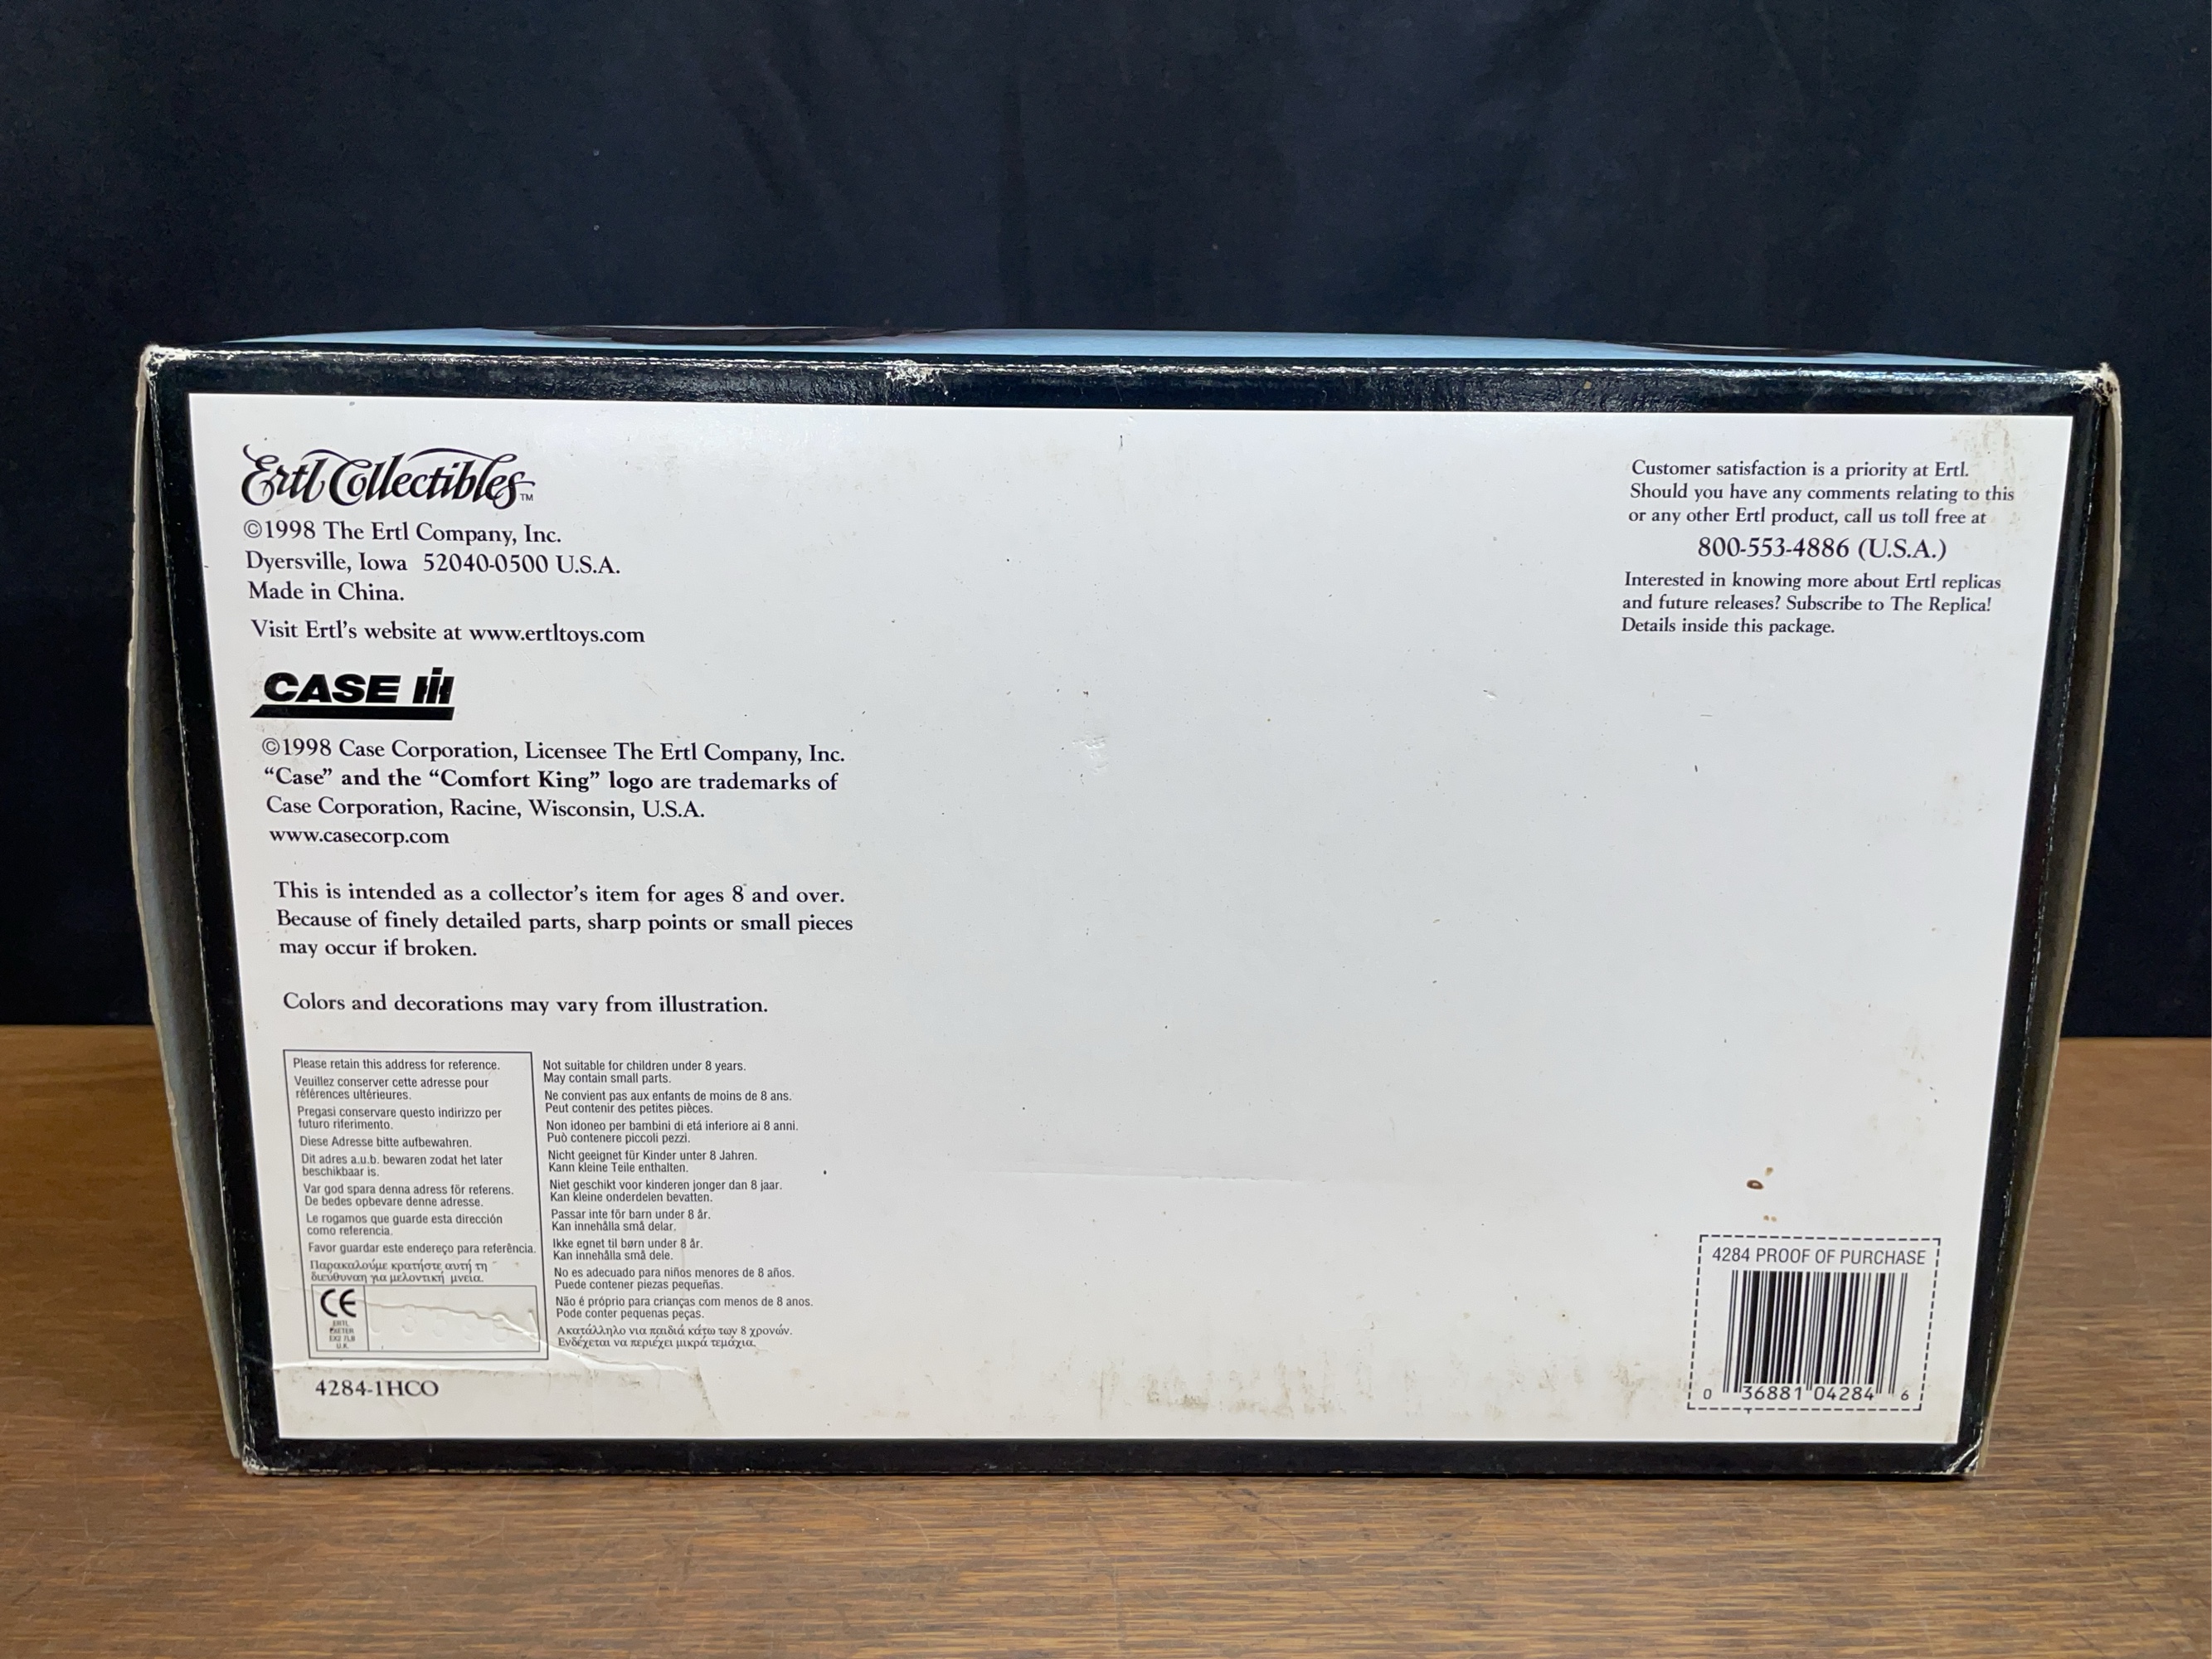 Ertl Collectibles™
©1998 The Ertl Company, Inc.
Dyersville, Iowa 52040-0500 U.S.A.
Made in China.
Visit Ertl's website at www.ertltoys.com
CASE IH
©1998 Case Corporation, Licensee The Ertl Company, Inc.
“Case” and the “Comfort King” logo are trademarks of
Case Corporation, Racine, Wisconsin, U.S.A.
www.casecorp.com
This is intended as a collector's item for ages 8 and over.
Because of finely detailed parts, sharp points or small pieces
may occur if broken.
Colors and decorations may vary from illustration.
Please retain this address for reference.
Veuillez conserver cette adresse pour
références ultérieures.
Pregasi conservare questo indirizzo per
futuro riferimento.
Diese Adresse bitte aufbewahren.
Dit adres a.u.b. bewaren zodat het later
beschikbaar is.
Var god spara denna adress för referens.
De bedes opbevare denne adresse.
Le rogamos que guarde esta dirección
como referencia.
Favor guardar este endereço para referência.
Παρακαλούμε κρατήστε αυτή τη
διεύθυνση για μελοντική μνεία.
CE
ERTL
EXETER
EX2 7LB
U.K.
Not suitable for children under 8 years.
May contain small parts.
Ne convient pas aux enfants de moins de 8 ans.
Peut contenir des petites pièces.
Non idoneo per bambini di etá inferiore ai 8 anni.
Può contenere piccoli pezzi.
Nicht geeignet für Kinder unter 8 Jahren.
Kann kleine Teile enthalten.
Niet geschikt voor kinderen jonger dan 8 jaar.
Kan kleine onderdelen bevatten.
Passar inte för barn under 8 år.
Kan innehålla små delar.
Ikke egnet til børn under 8 år.
Kan innehålla små dele.
No es adecuado para niños menores de 8 años.
Puede contener piezas pequeñas.
Não é próprio para crianças com menos de 8 anos.
Pode conter pequenas peças.
Ακατάλληλο για παιδιά κάτω των 8 χρονών.
Ενδέχεται να περιέχει μικρά τεμάχια.
4284-1HCO
Customer satisfaction is a priority at Ertl.
Should you have any comments relating to this
or any other Ertl product, call us toll free at
800-553-4886 (U.S.A.)
Interested in knowing more about Ertl replicas
and future releases? Subscribe to The Replica!
Details inside this package.
4284 PROOF OF PURCHASE
0 36881 04284 6